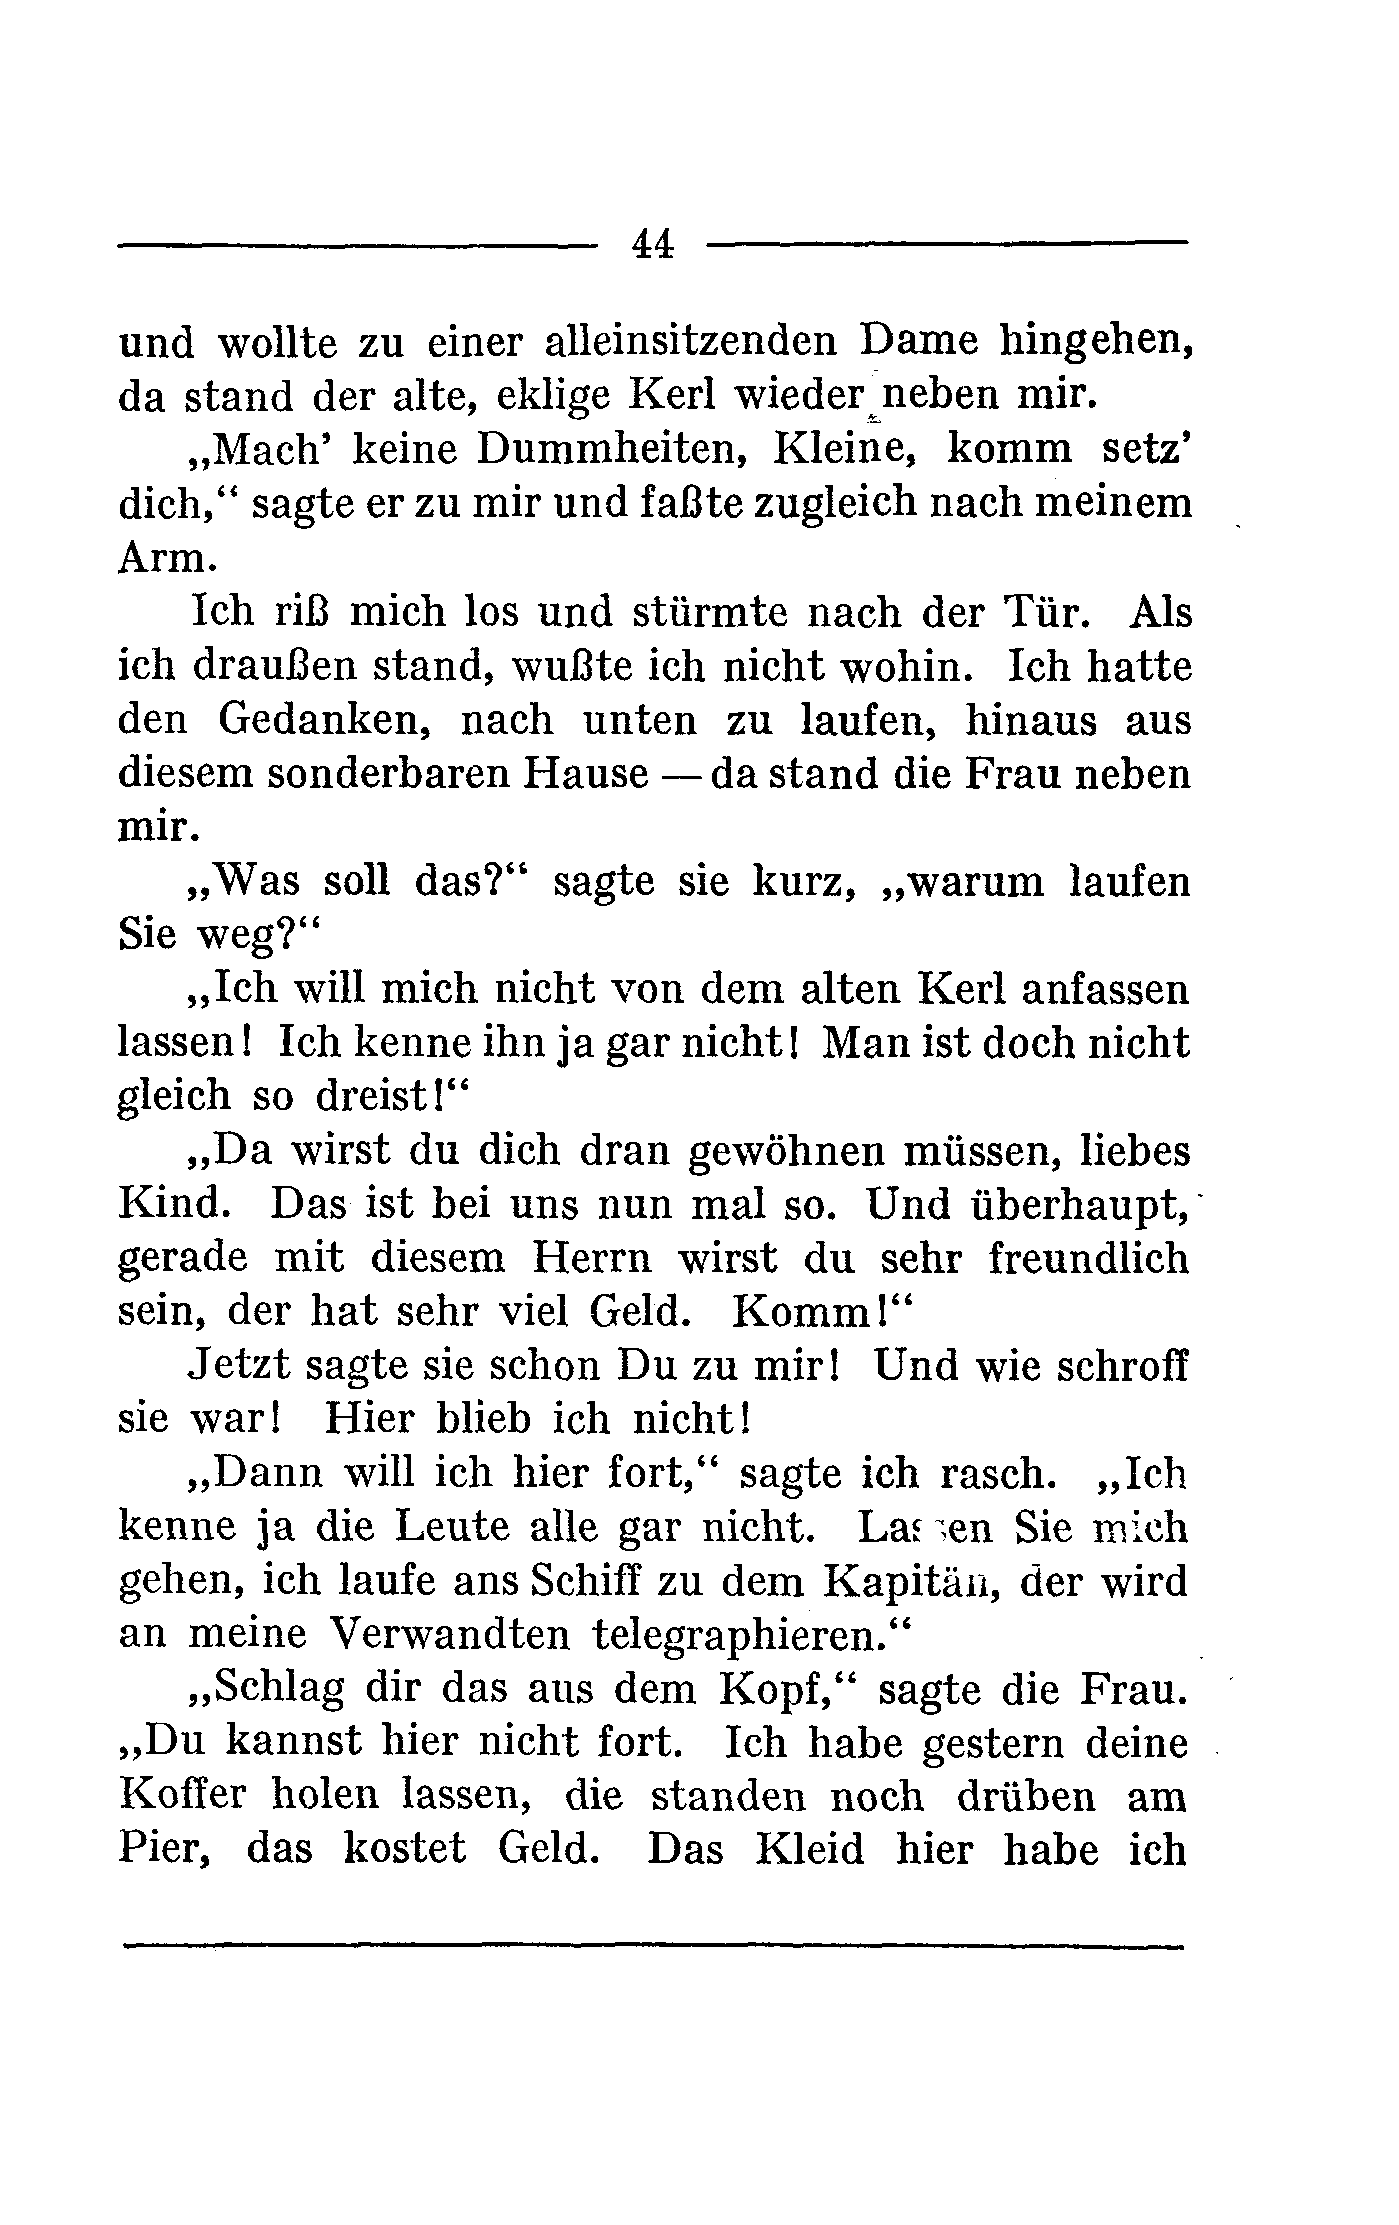 44
und wollte zu einer alleinsitzenden Dame hingehen,
da stand der alte, eklige Kerl wieder neben mir.
„Mach’ keine Dummheiten, Kleine, komm setz’
dich,“ sagte er zu mir und faßte zugleich nach meinem
Arm.
Ich riß mich los und stürmte nach der Tür. Als
ich draußen stand, wußte ich nicht wohin. Ich hatte
den Gedanken, nach unten zu laufen, hinaus aus
diesem sonderbaren Hause — da stand die Frau neben
mir.
„Was soll das?“ sagte sie kurz, „warum laufen
Sie weg?“
„Ich will mich nicht von dem alten Kerl anfassen
lassen! Ich kenne ihn ja gar nicht! Man ist doch nicht
gleich so dreist!“
„Da wirst du dich dran gewöhnen müssen, liebes
Kind. Das ist bei uns nun mal so. Und überhaupt,
gerade mit diesem Herrn wirst du sehr freundlich
sein, der hat sehr viel Geld. Komm!“
Jetzt sagte sie schon Du zu mir! Und wie schroff
sie war! Hier blieb ich nicht!
„Dann will ich hier fort,“ sagte ich rasch. „Ich
kenne ja die Leute alle gar nicht. Lassen Sie mich
gehen, ich laufe ans Schiff zu dem Kapitän, der wird
an meine Verwandten telegraphieren.“
„Schlag dir das aus dem Kopf,“ sagte die Frau.
„Du kannst hier nicht fort. Ich habe gestern deine
Koffer holen lassen, die standen noch drüben am
Pier, das kostet Geld. Das Kleid hier habe ich